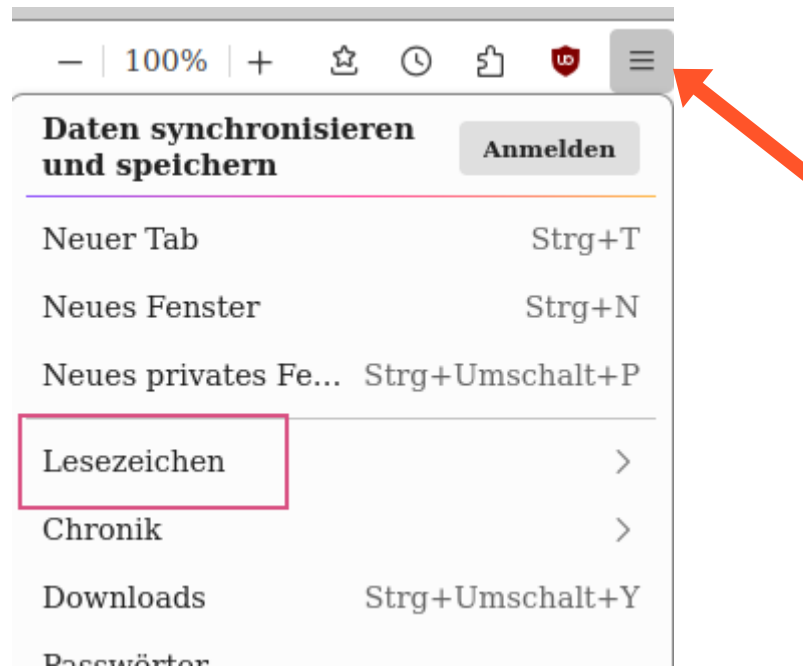 100%
Daten synchronisieren
und speichern
Anmelden
Neuer Tab Strg+T
Neues Fenster Strg+N
Neues privates Fe... Strg+Umschalt+P
Lesezeichen
Chronik
Downloads Strg+Umschalt+Y
Passwörter